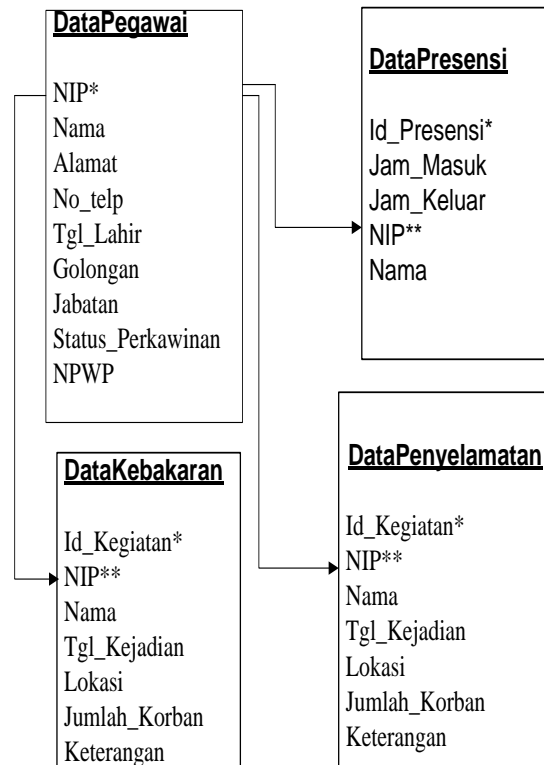 DataPegawai
NIP*
Nama
Alamat
No_telp
Tgl_Lahir
Golongan
Jabatan
Status_Perkawinan
NPWP
DataPresensi
Id_Presensi*
Jam_Masuk
Jam_Keluar
NIP**
Nama
DataKebakaran
Id_Kegiatan*
NIP**
Nama
Tgl_Kejadian
Lokasi
Jumlah_Korban
Keterangan
DataPenyelamatan
Id_Kegiatan*
NIP**
Nama
Tgl_Kejadian
Lokasi
Jumlah_Korban
Keterangan